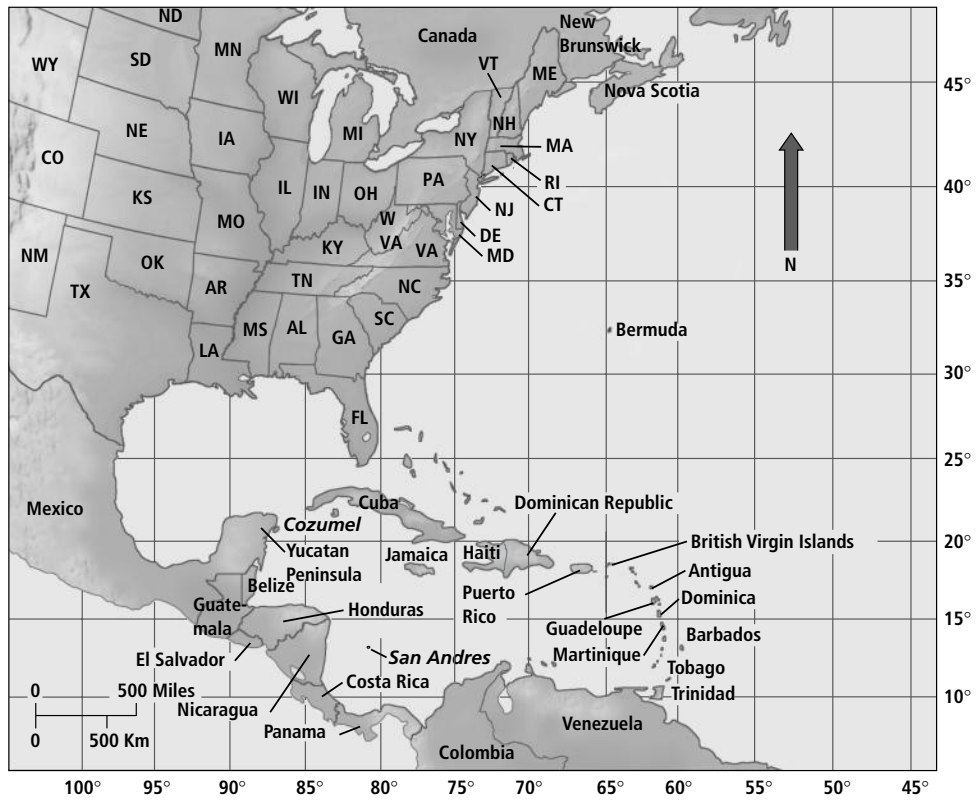 ND
Canada
New
Brunswick
WY
SD
MN
VT
ME
WI
45°
Nova Scotia
NE
IA
MI
NY
NH
MA
CO
IL
IN
OH
PA
RI
40°
CT
NJ
KS
MO
W
VA
DE
VA
MD
KY
NM
OK
TN
N
TX
AR
NC
35°
MS
AL
GA
SC
Bermuda
LA
30°
FL
25°
Mexico
Cuba
Dominican Republic
Cozumel
Yucatan
Peninsula
Jamaica
Haiti
British Virgin Islands
20°
Belize
Puerto
Rico
Antigua
Dominica
Guate-
mala
Honduras
15°
Guadeloupe
Martinique
Barbados
El Salvador
San Andres
Tobago
Costa Rica
Trinidad
10°
0 500 Miles
Nicaragua
0 500 Km
Panama
Venezuela
Colombia
100° 95° 90° 85° 80° 75° 70° 65° 60° 55° 50° 45°